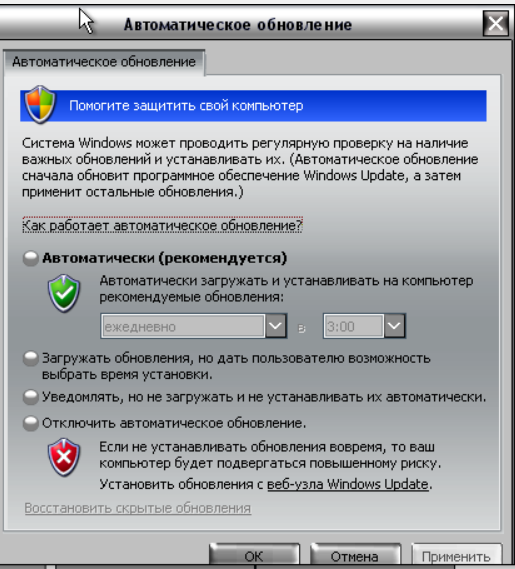 Автоматическое обновление
Автоматическое обновление
Помогите защитить свой компьютер
Система Windows может проводить регулярную проверку на наличие
важных обновлений и устанавливать их. (Автоматическое обновление
сначала обновит программное обеспечение Windows Update, а затем
применит остальные обновления.)
Как работает автоматическое обновление?
Автоматически (рекомендуется)
Автоматически загружать и устанавливать на компьютер
рекомендуемые обновления:
ежедневно в 3:00
Загружать обновления, но дать пользователю возможность
выбрать время установки.
Уведомлять, но не загружать и не устанавливать их автоматически.
Отключить автоматическое обновление.
Если не устанавливать обновления вовремя, то ваш
компьютер будет подвергаться повышенному риску.
Установить обновления с веб-узла Windows Update.
Восстановить скрытые обновления
ОК Отмена Применить